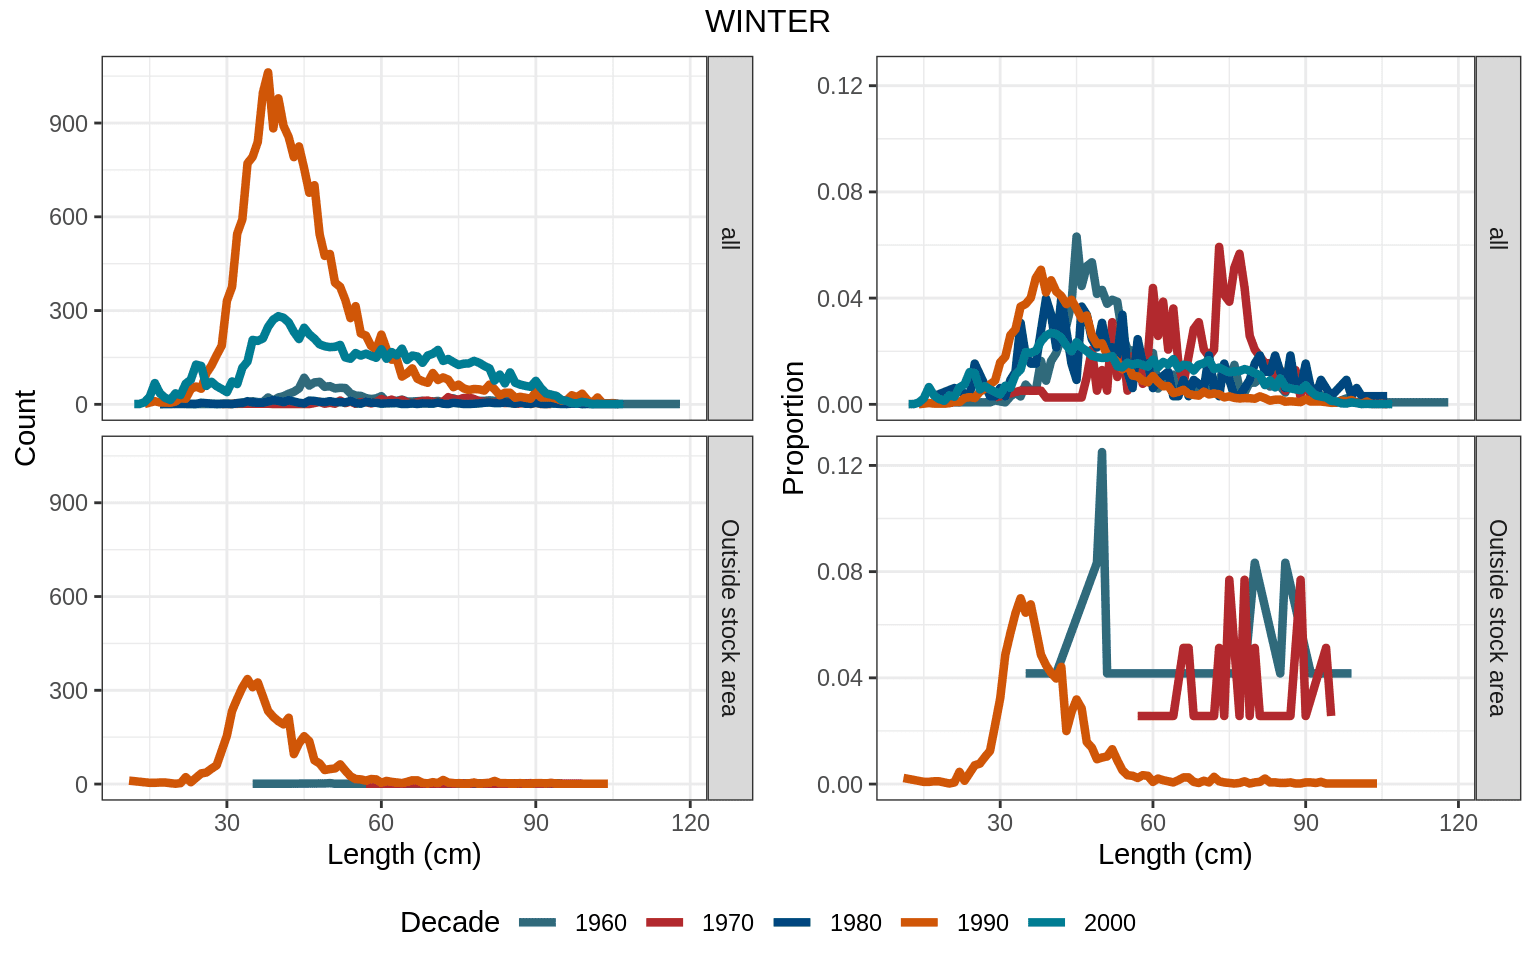 WINTER
Count
900
600
300
0
all
900
600
300
0
Outside stock area
30 60 90 120
Length (cm)
Proportion
0.12
0.08
0.04
0.00
all
0.12
0.08
0.04
0.00
Outside stock area
30 60 90 120
Length (cm)
Decade 1960 1970 1980 1990 2000